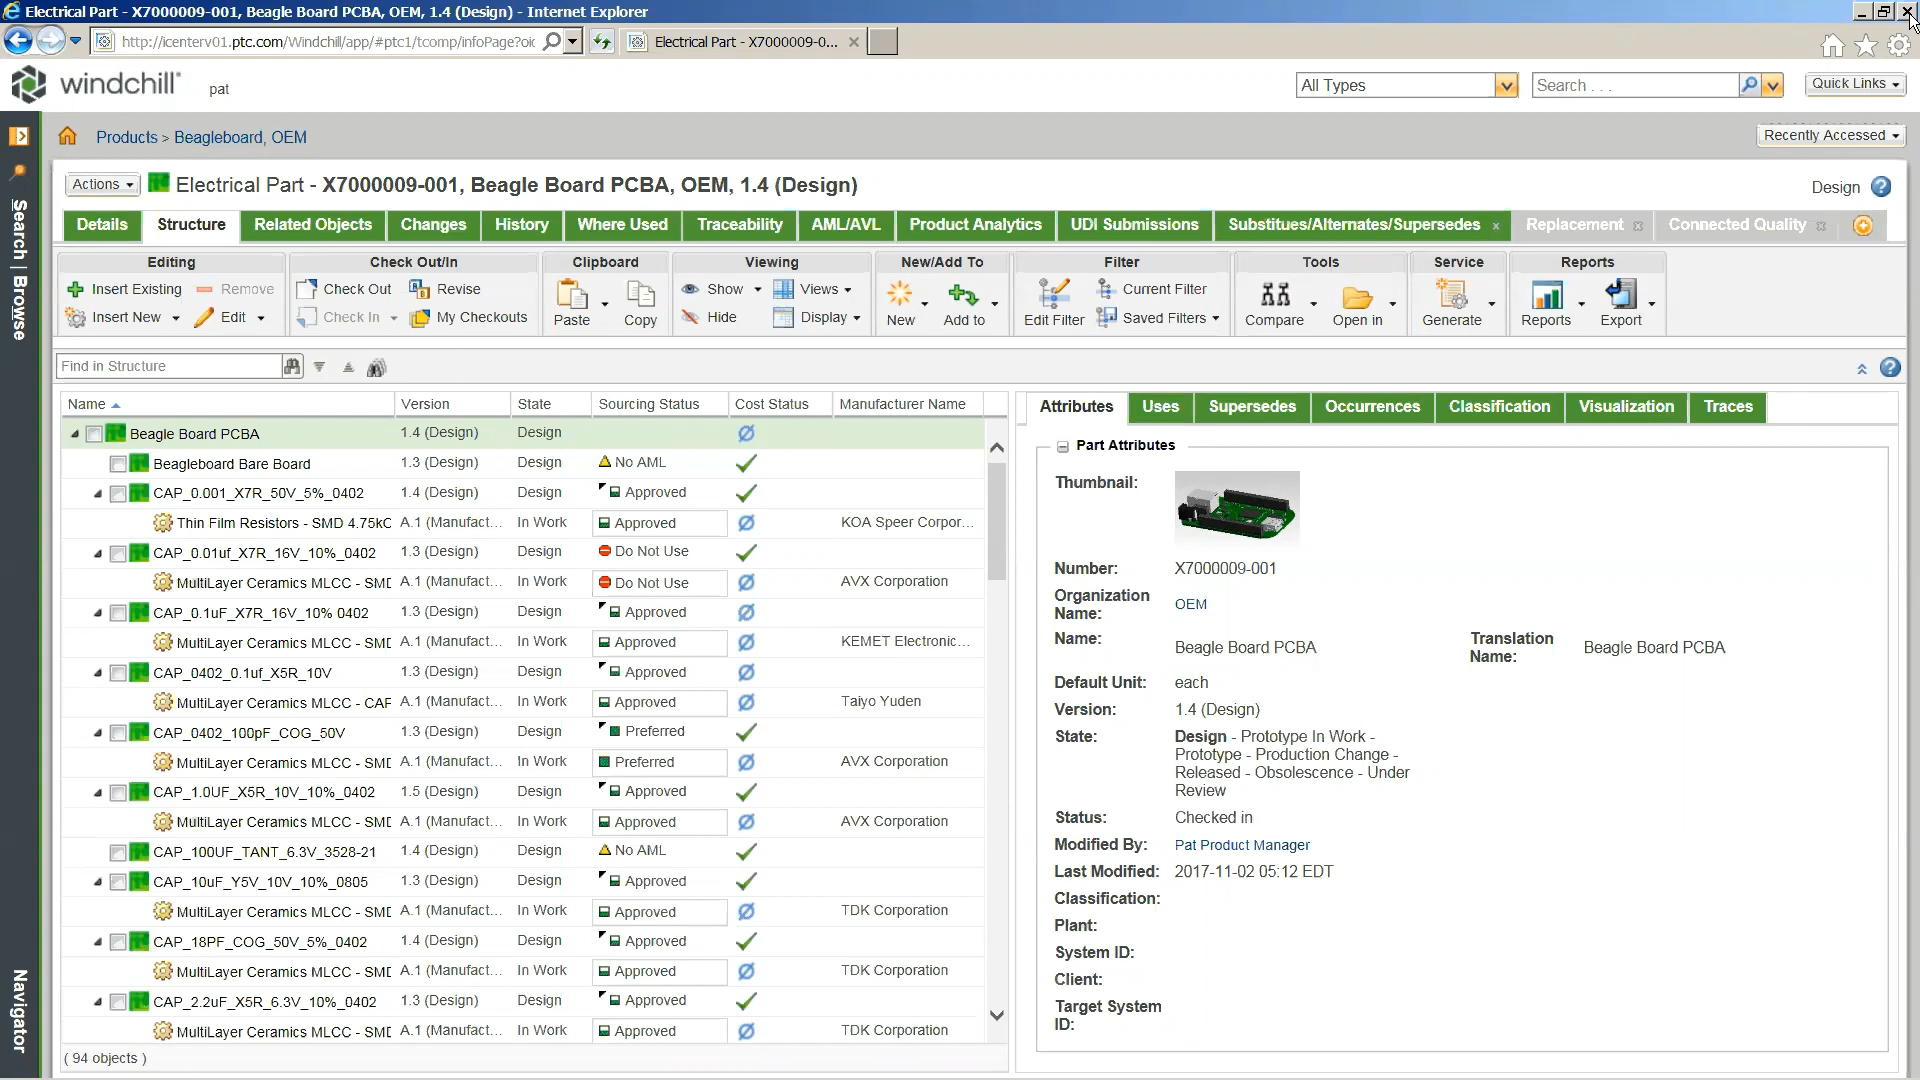 Electrical Part - X7000009-001, Beagle Board PCBA, OEM, 1.4 (Design) - Internet Explorer
http://icenterv01.ptc.com/Windchill/app/#ptc1/tcomp/infoPage?oid
Electrical Part - X7000009-0...
windchill
pat
All Types
Search . . .
Quick Links
Products > Beagleboard, OEM
Recently Accessed
Actions
Electrical Part - X7000009-001, Beagle Board PCBA, OEM, 1.4 (Design)
Design
Details Structure Related Objects Changes History Where Used Traceability AML/AVL Product Analytics UDI Submissions Substitues/Alternates/Supersedes x Replacement Connected Quality
Search | Browse
Navigator
Editing Check Out/In Clipboard Viewing New/Add To Filter Tools Service Reports
Insert Existing Remove Check Out Revise Show Views Current Filter
Insert New Edit Check In My Checkouts Paste Copy Hide Display New Add to Edit Filter Saved Filters Compare Open in Generate Reports Export
Find in Structure
Name Version State Sourcing Status Cost Status Manufacturer Name
Beagle Board PCBA 1.4 (Design) Design
Beagleboard Bare Board 1.3 (Design) Design No AML
CAP_0.001_X7R_50V_5%_0402 1.4 (Design) Design Approved
Thin Film Resistors - SMD 4.75kO A.1 (Manufact... In Work Approved KOA Speer Corpor...
CAP_0.01uf_X7R_16V_10%_0402 1.3 (Design) Design Do Not Use
MultiLayer Ceramics MLCC - SMD A.1 (Manufact... In Work Do Not Use AVX Corporation
CAP_0.1uF_X7R_16V_10% 0402 1.3 (Design) Design Approved
MultiLayer Ceramics MLCC - SMD A.1 (Manufact... In Work Approved KEMET Electronic...
CAP_0402_0.1uf_X5R_10V 1.3 (Design) Design Approved
MultiLayer Ceramics MLCC - CAP A.1 (Manufact... In Work Approved Taiyo Yuden
CAP_0402_100pF_COG_50V 1.3 (Design) Design Preferred
MultiLayer Ceramics MLCC - SMD A.1 (Manufact... In Work Preferred AVX Corporation
CAP_1.0UF_X5R_10V_10%_0402 1.5 (Design) Design Approved
MultiLayer Ceramics MLCC - SMD A.1 (Manufact... In Work Approved AVX Corporation
CAP_100UF_TANT_6.3V_3528-21 1.4 (Design) Design No AML
CAP_10uF_Y5V_10V_10%_0805 1.3 (Design) Design Approved
MultiLayer Ceramics MLCC - SMD A.1 (Manufact... In Work Approved TDK Corporation
CAP_18PF_COG_50V_5%_0402 1.4 (Design) Design Approved
MultiLayer Ceramics MLCC - SMD A.1 (Manufact... In Work Approved TDK Corporation
CAP_2.2uF_X5R_6.3V_10%_0402 1.3 (Design) Design Approved
MultiLayer Ceramics MLCC - SMD A.1 (Manufact... In Work Approved TDK Corporation
( 94 objects )
Attributes Uses Supersedes Occurrences Classification Visualization Traces
Part Attributes
Thumbnail:
Number: X7000009-001
Organization Name: OEM
Name: Beagle Board PCBA Translation Name: Beagle Board PCBA
Default Unit: each
Version: 1.4 (Design)
State: Design - Prototype In Work -
Prototype - Production Change -
Released - Obsolescence - Under
Review
Status: Checked in
Modified By: Pat Product Manager
Last Modified: 2017-11-02 05:12 EDT
Classification:
Plant:
System ID:
Client:
Target System
ID: